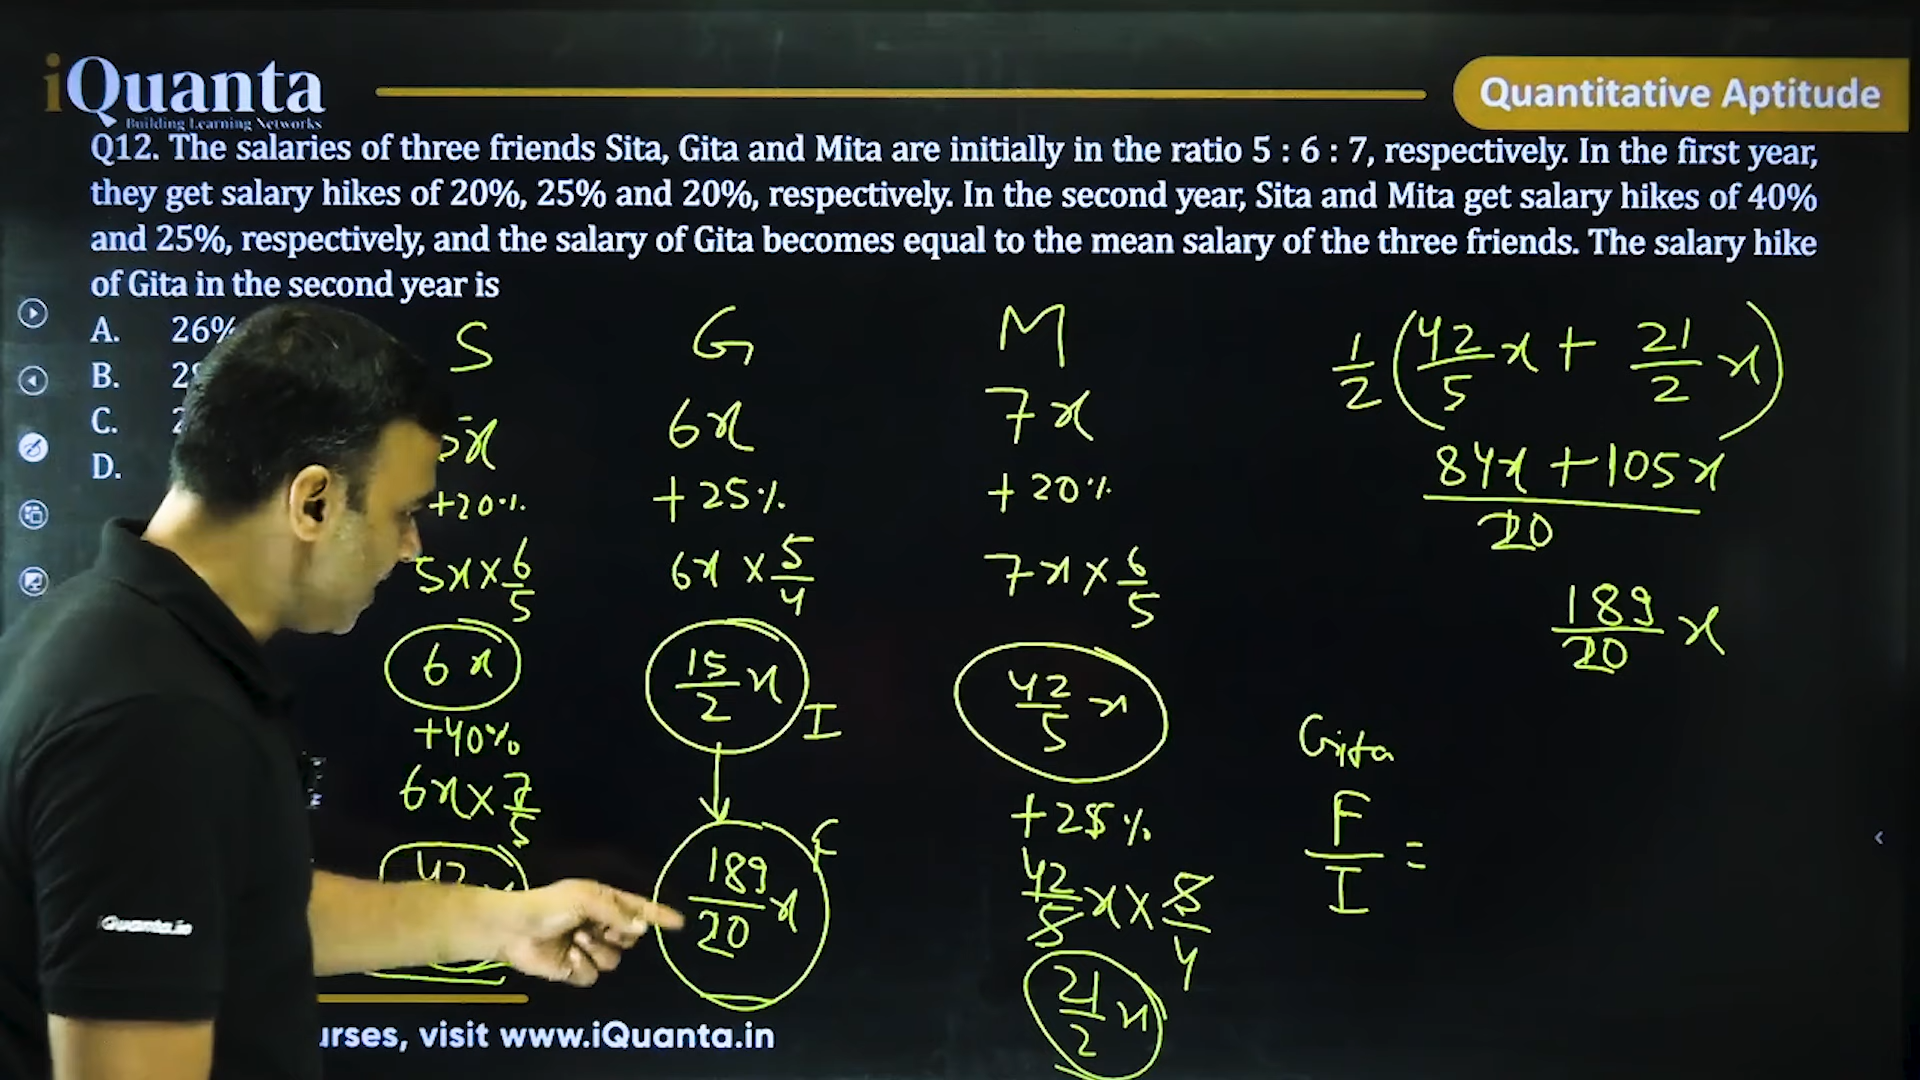 iQuanta
Building Learning Networks
Quantitative Aptitude
Q12. The salaries of three friends Sita, Gita and Mita are initially in the ratio 5 : 6 : 7, respectively. In the first year,
they get salary hikes of 20%, 25% and 20%, respectively. In the second year, Sita and Mita get salary hikes of 40%
and 25%, respectively, and the salary of Gita becomes equal to the mean salary of the three friends. The salary hike
of Gita in the second year is
A. 26%
B.
C.
D.
S G M
5x 6x 7x
+20% +25% +20%
5x×6/5 6x×5/4 7x×6/5
6x 15/2 x I 42/5 x
+40% +25%
6x×7/5 189/20 x F 42/5 x×5/4
42
21/2 x
1/2 (42/5 x + 21/2 x)
84x+105x
20
189/20 x
Gita
F/I =
iQuanta.in
visit www.iQuanta.in